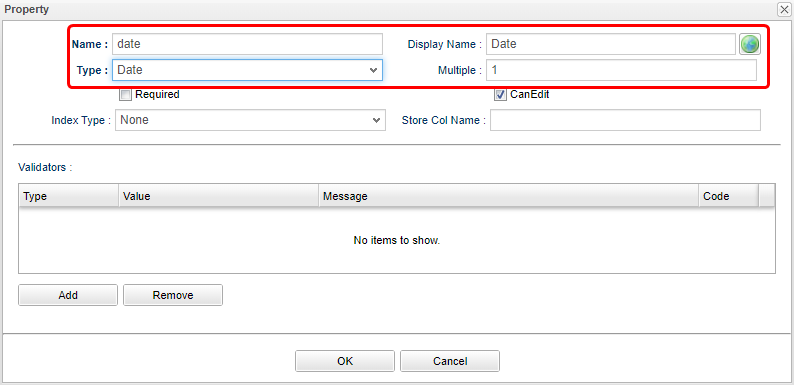 Property
Name : date Display Name : Date
Type : Date Multiple : 1
Required CanEdit
Index Type : None Store Col Name :
Validators :
Type Value Message Code
No items to show.
Add Remove
OK Cancel